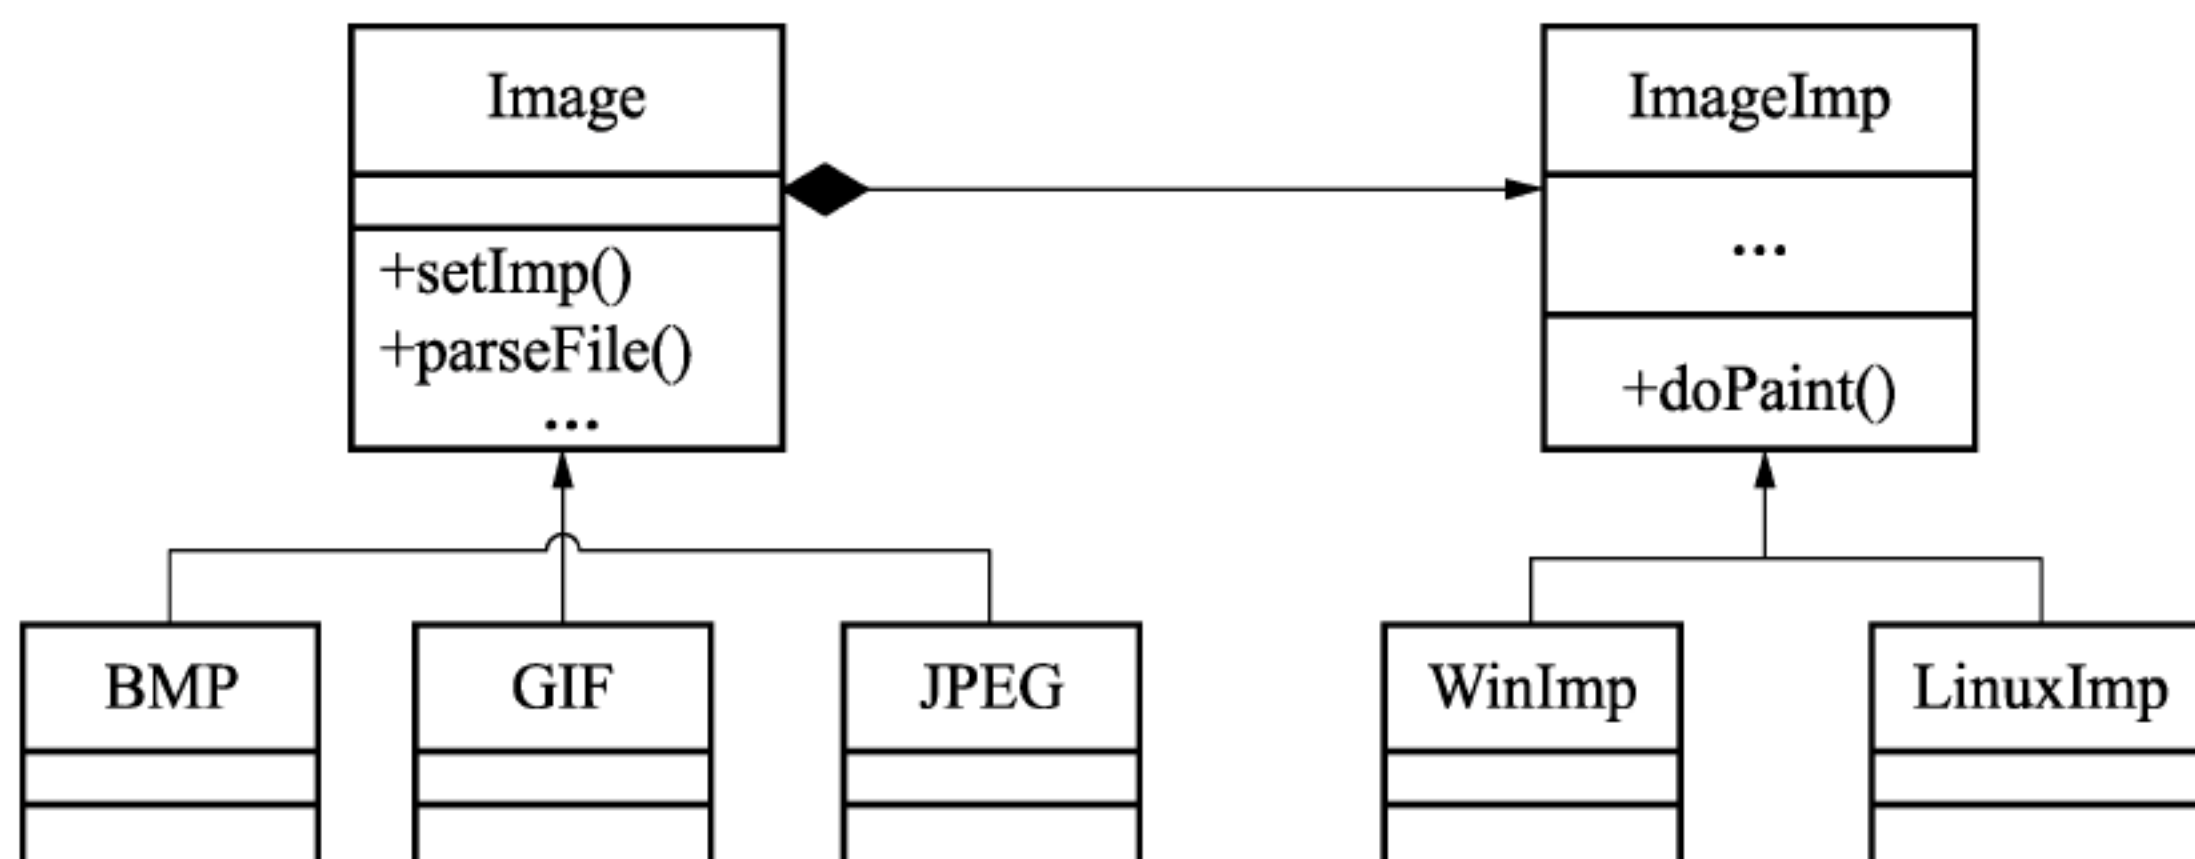 Image
ImageImp
+setImp()
+parseFile()
...
...
+doPaint()
BMP
GIF
JPEG
WinImp
LinuxImp